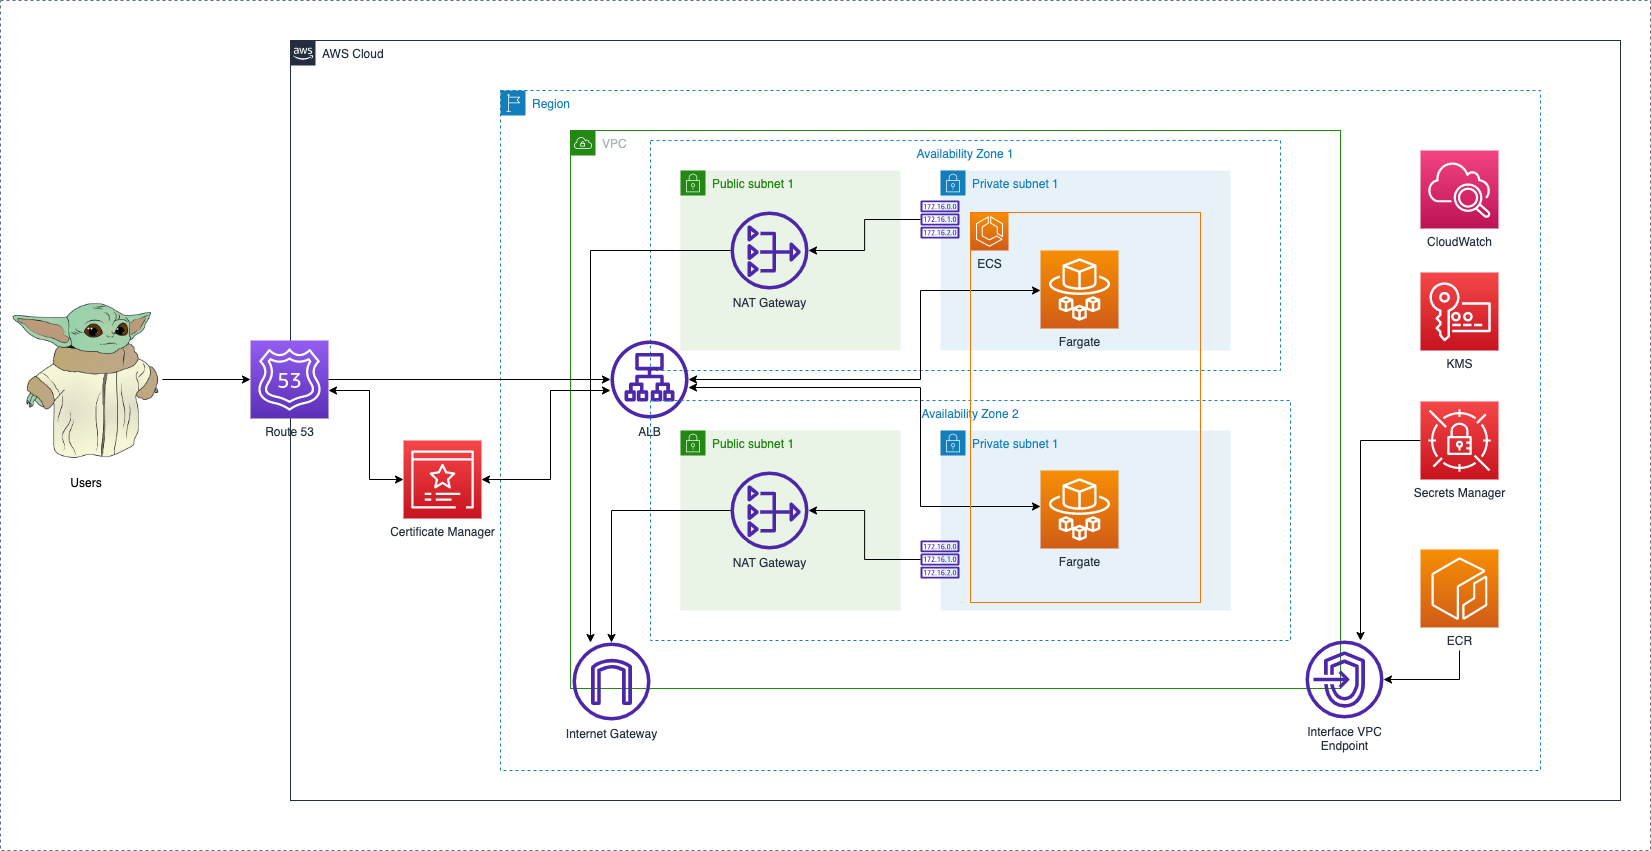 aws
AWS Cloud
Region
VPC
Availability Zone 1
Public subnet 1
Private subnet 1
172.16.0.0
172.16.1.0
172.16.2.0
NAT Gateway
ECS
Fargate
CloudWatch
KMS
53
Route 53
Users
Certificate Manager
ALB
Availability Zone 2
Public subnet 1
Private subnet 1
NAT Gateway
172.16.0.0
172.16.1.0
172.16.2.0
Fargate
Secrets Manager
ECR
Internet Gateway
Interface VPC
Endpoint